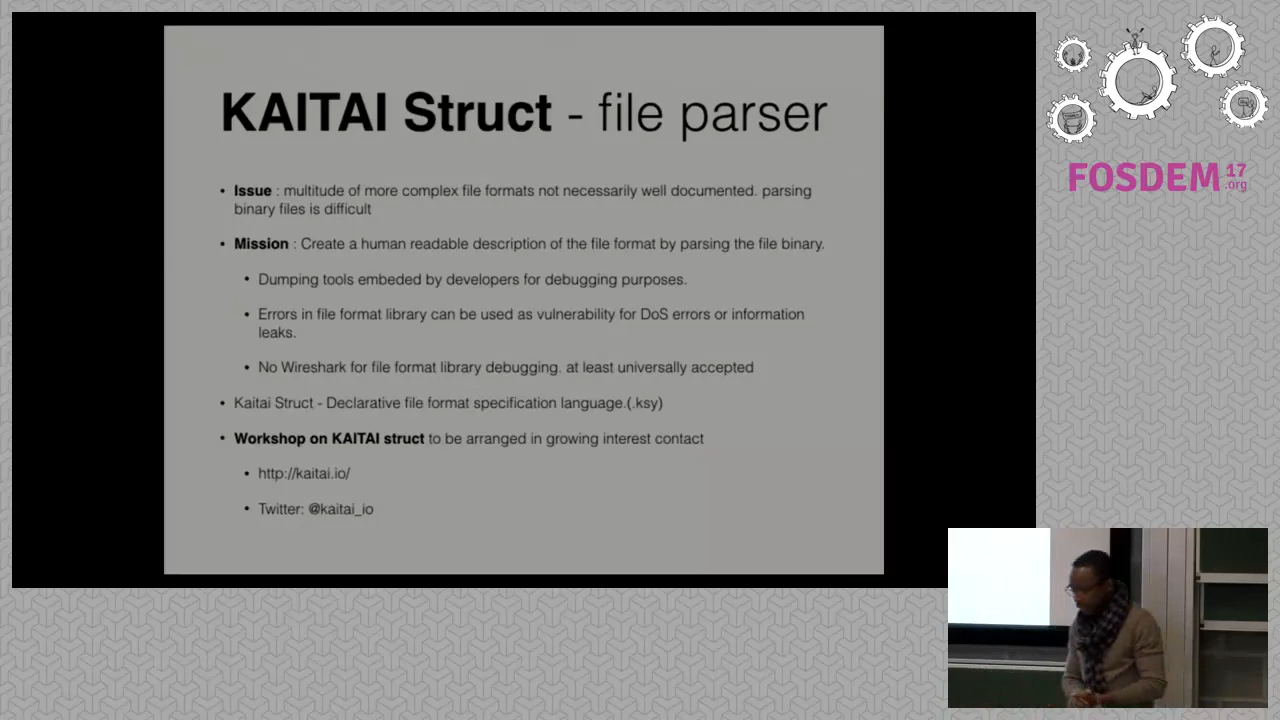 KAITAI Struct - file parser
• Issue : multitude of more complex file formats not necessarily well documented. parsing
binary files is difficult
• Mission : Create a human readable description of the file format by parsing the file binary.
• Dumping tools embeded by developers for debugging purposes.
• Errors in file format library can be used as vulnerability for DoS errors or information
leaks.
• No Wireshark for file format library debugging. at least universally accepted
• Kaitai Struct - Declarative file format specification language.(.ksy)
• Workshop on KAITAI struct to be arranged in growing interest contact
• http://kaitai.io/
• Twitter: @kaitai_io
FOSDEM 17
.org